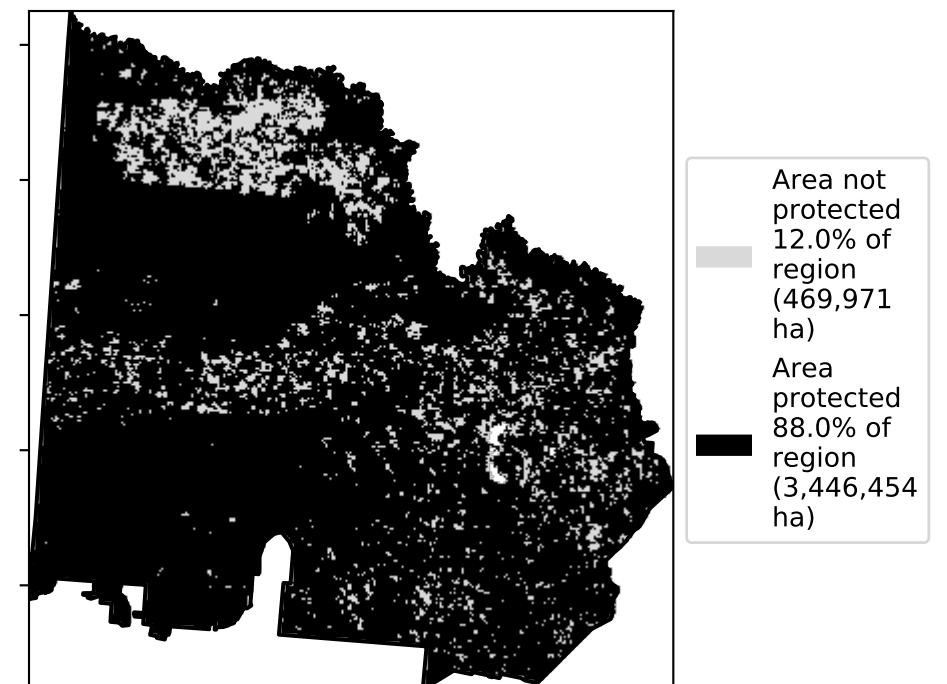 Area not
protected
12.0% of
region
(469,971
ha)
Area
protected
88.0% of
region
(3,446,454
ha)